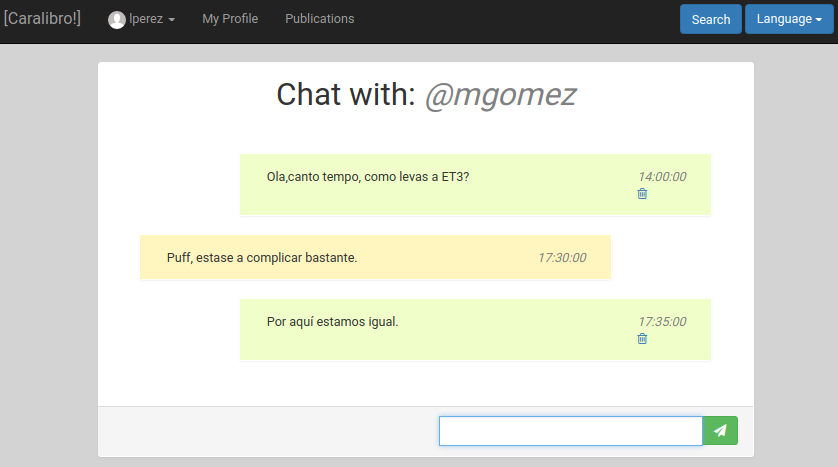 [Caralibro!] lperez My Profile Publications Search Language
Chat with: @mgomez
Ola,canto tempo, como levas a ET3? 14:00:00
Puff, estase a complicar bastante. 17:30:00
Por aquí estamos igual. 17:35:00